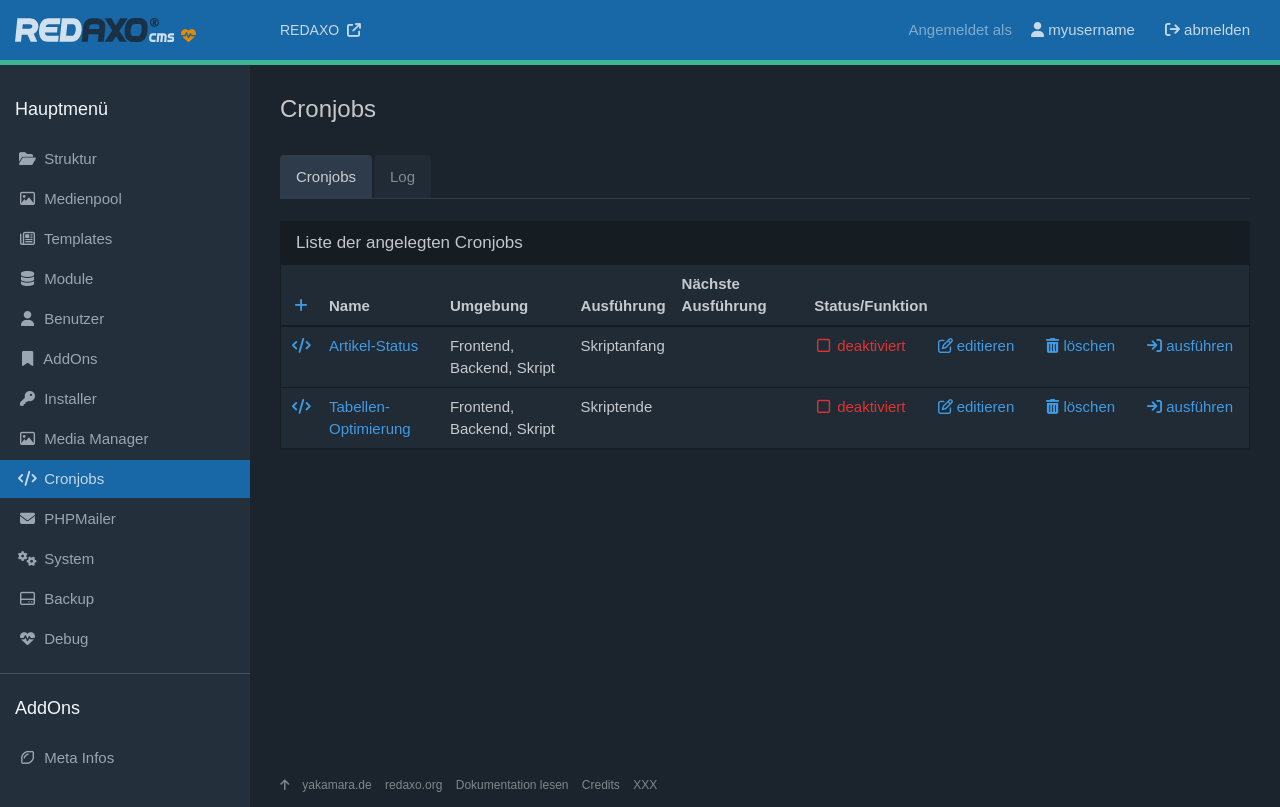 REDAXO® cms
REDAXO
Angemeldet als myusername abmelden
Hauptmenü
Struktur
Medienpool
Templates
Module
Benutzer
AddOns
Installer
Media Manager
Cronjobs
PHPMailer
System
Backup
Debug
AddOns
Meta Infos
Cronjobs
Cronjobs Log
Liste der angelegten Cronjobs
Name Umgebung Ausführung Nächste Ausführung Status/Funktion
Artikel-Status Frontend, Skriptanfang deaktiviert editieren löschen ausführen
Backend, Skript
Tabellen- Frontend, Skriptende deaktiviert editieren löschen ausführen
Optimierung Backend, Skript
yakamara.de redaxo.org Dokumentation lesen Credits XXX